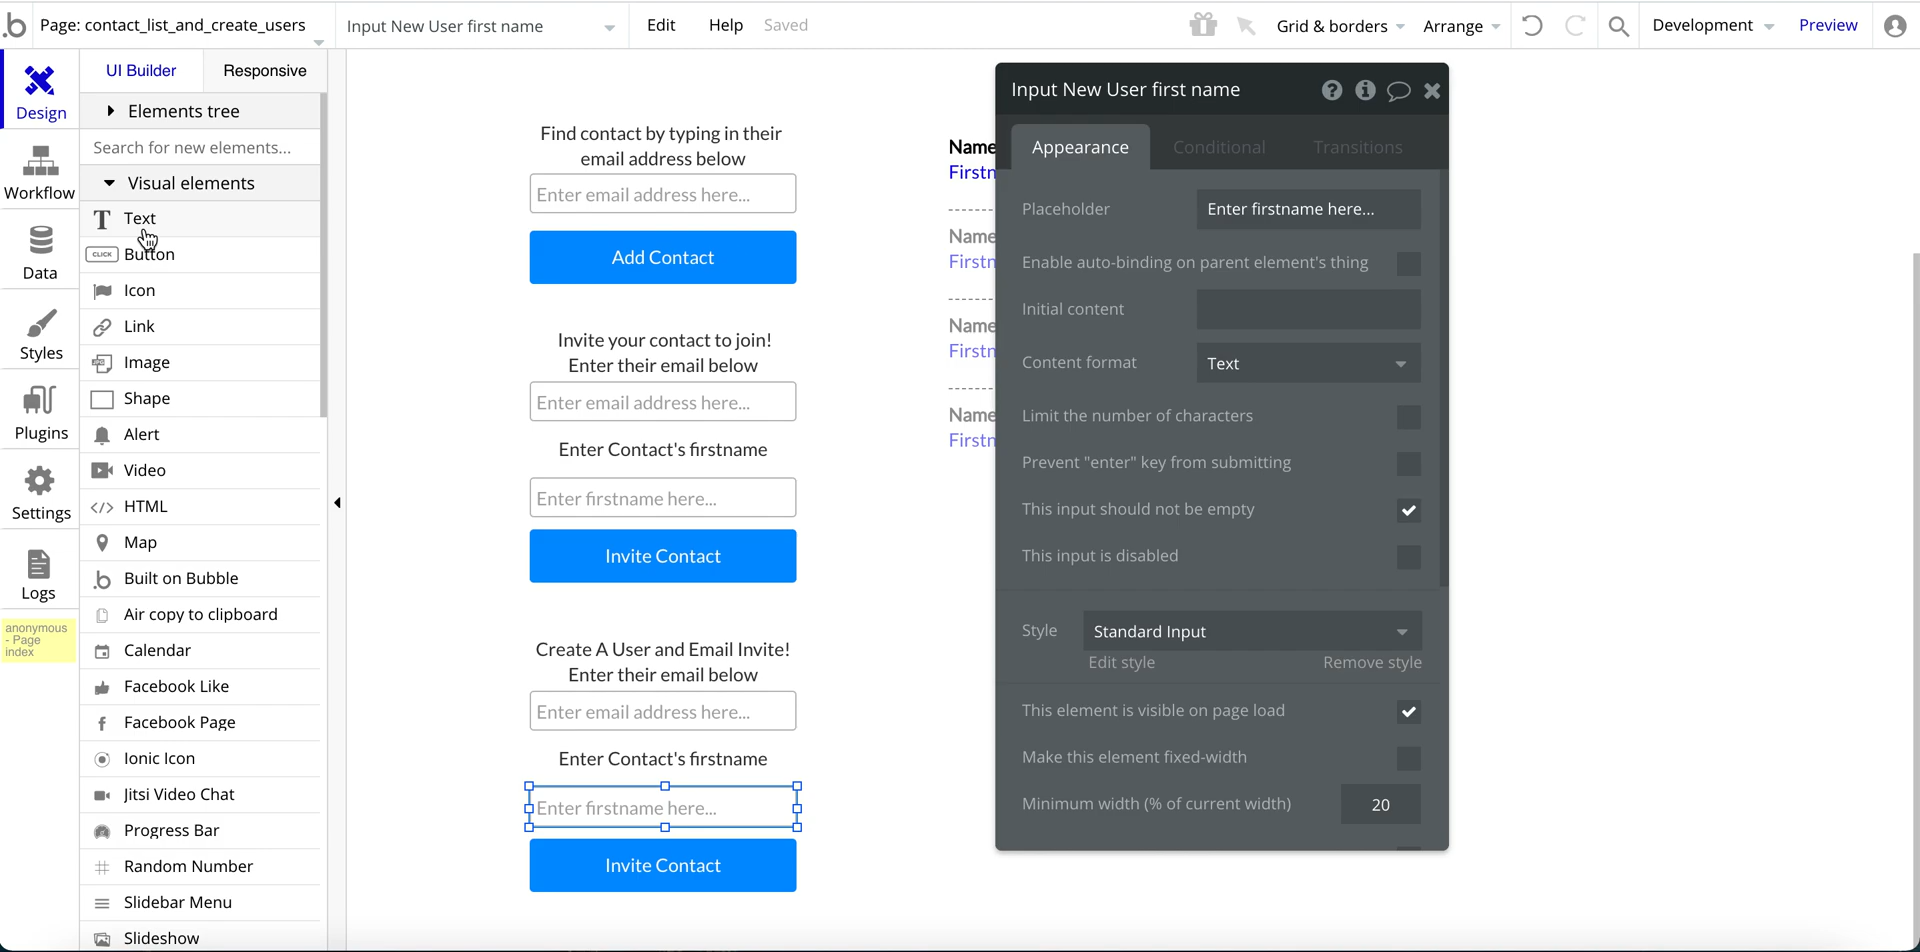 Page: contact_list_and_create_users
Input New User first name
Edit
Help
Saved
Grid & borders
Arrange
Development
Preview
Design
Workflow
Data
Styles
Plugins
Settings
Logs
anonymous
- Page
index
UI Builder
Responsive
Elements tree
Search for new elements...
Visual elements
Text
CLICK
Button
Icon
Link
Image
Shape
Alert
Video
HTML
Map
Built on Bubble
Air copy to clipboard
Calendar
Facebook Like
Facebook Page
Ionic Icon
Jitsi Video Chat
Progress Bar
Random Number
Slidebar Menu
Slideshow
Find contact by typing in their
email address below
Enter email address here...
Add Contact
Invite your contact to join!
Enter their email below
Enter email address here...
Enter Contact's firstname
Enter firstname here...
Invite Contact
Create A User and Email Invite!
Enter their email below
Enter email address here...
Enter Contact's firstname
Enter firstname here...
Invite Contact
Name
Firstn
Name
Firstn
Name
Firstn
Name
Firstn
Input New User first name
Appearance
Conditional
Transitions
Placeholder
Enter firstname here...
Enable auto-binding on parent element's thing
Initial content
Content format
Text
Limit the number of characters
Prevent "enter" key from submitting
This input should not be empty
This input is disabled
Style
Standard Input
Edit style
Remove style
This element is visible on page load
Make this element fixed-width
Minimum width (% of current width)
20